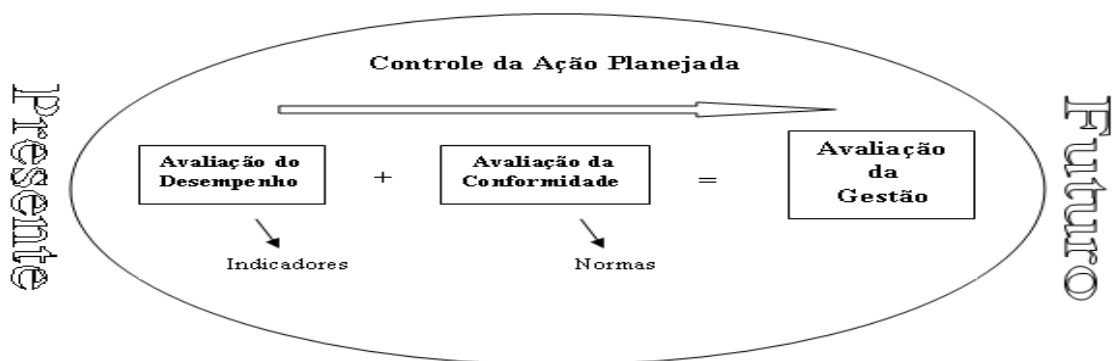 Presente
Controle da Ação Planejada
Avaliação do
Desempenho
+
Avaliação da
Conformidade
=
Avaliação
da
Gestão
Indicadores
Normas
Futuro